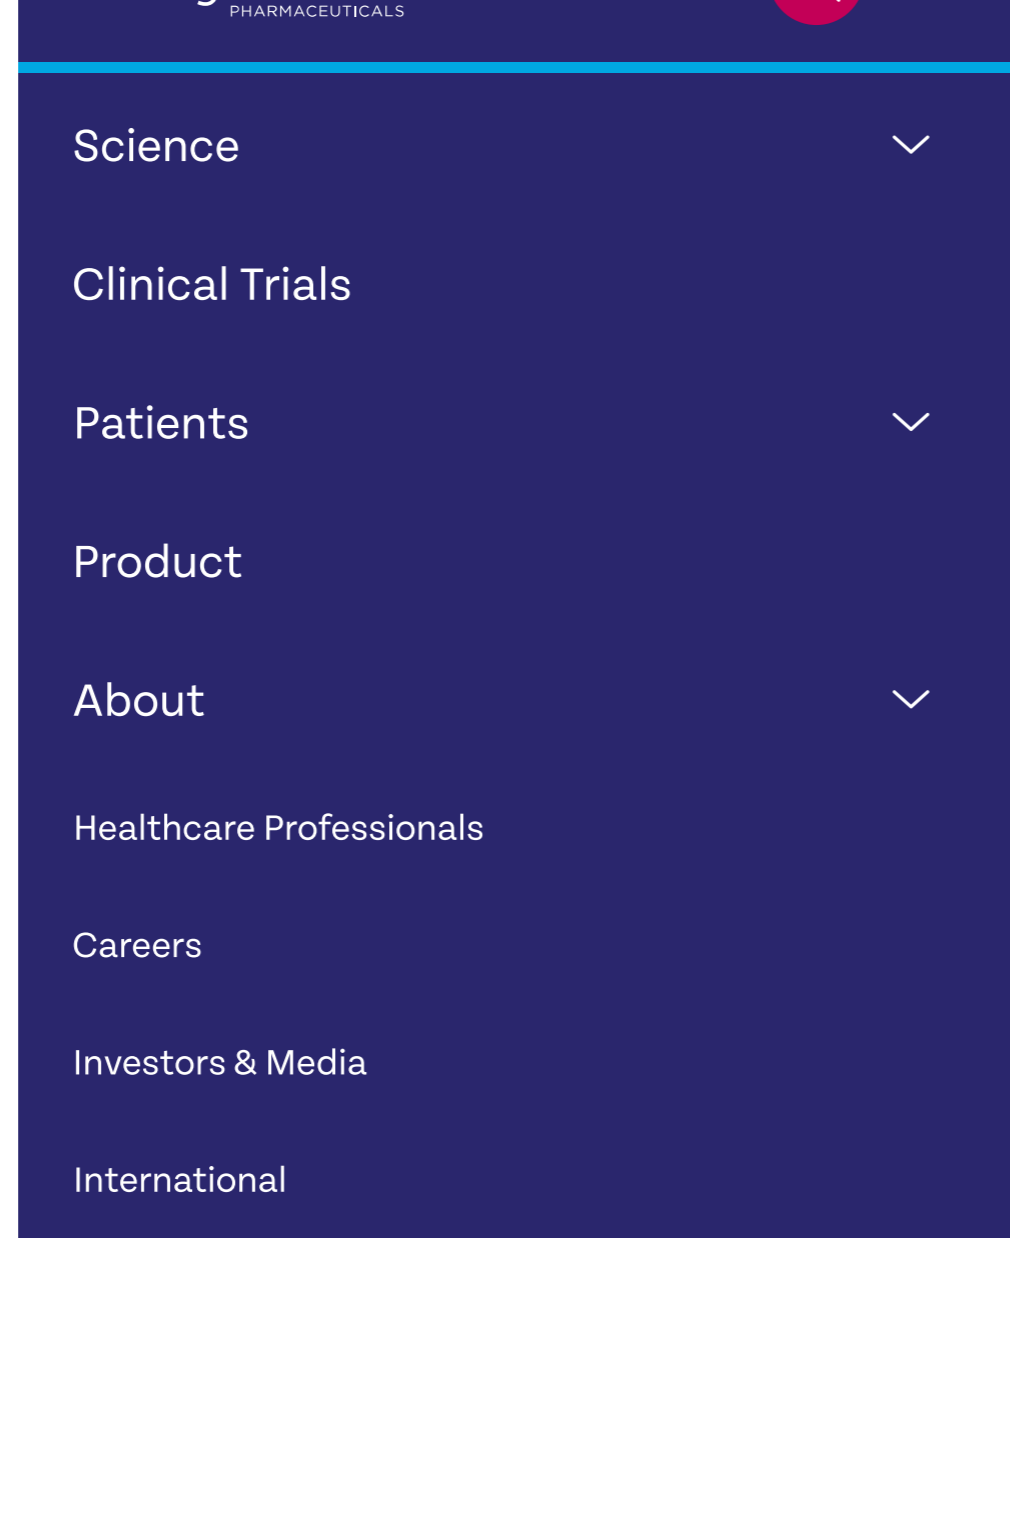 PHARMACEUTICALS
Science
Clinical Trials
Patients
Product
About
Healthcare Professionals
Careers
Investors & Media
International